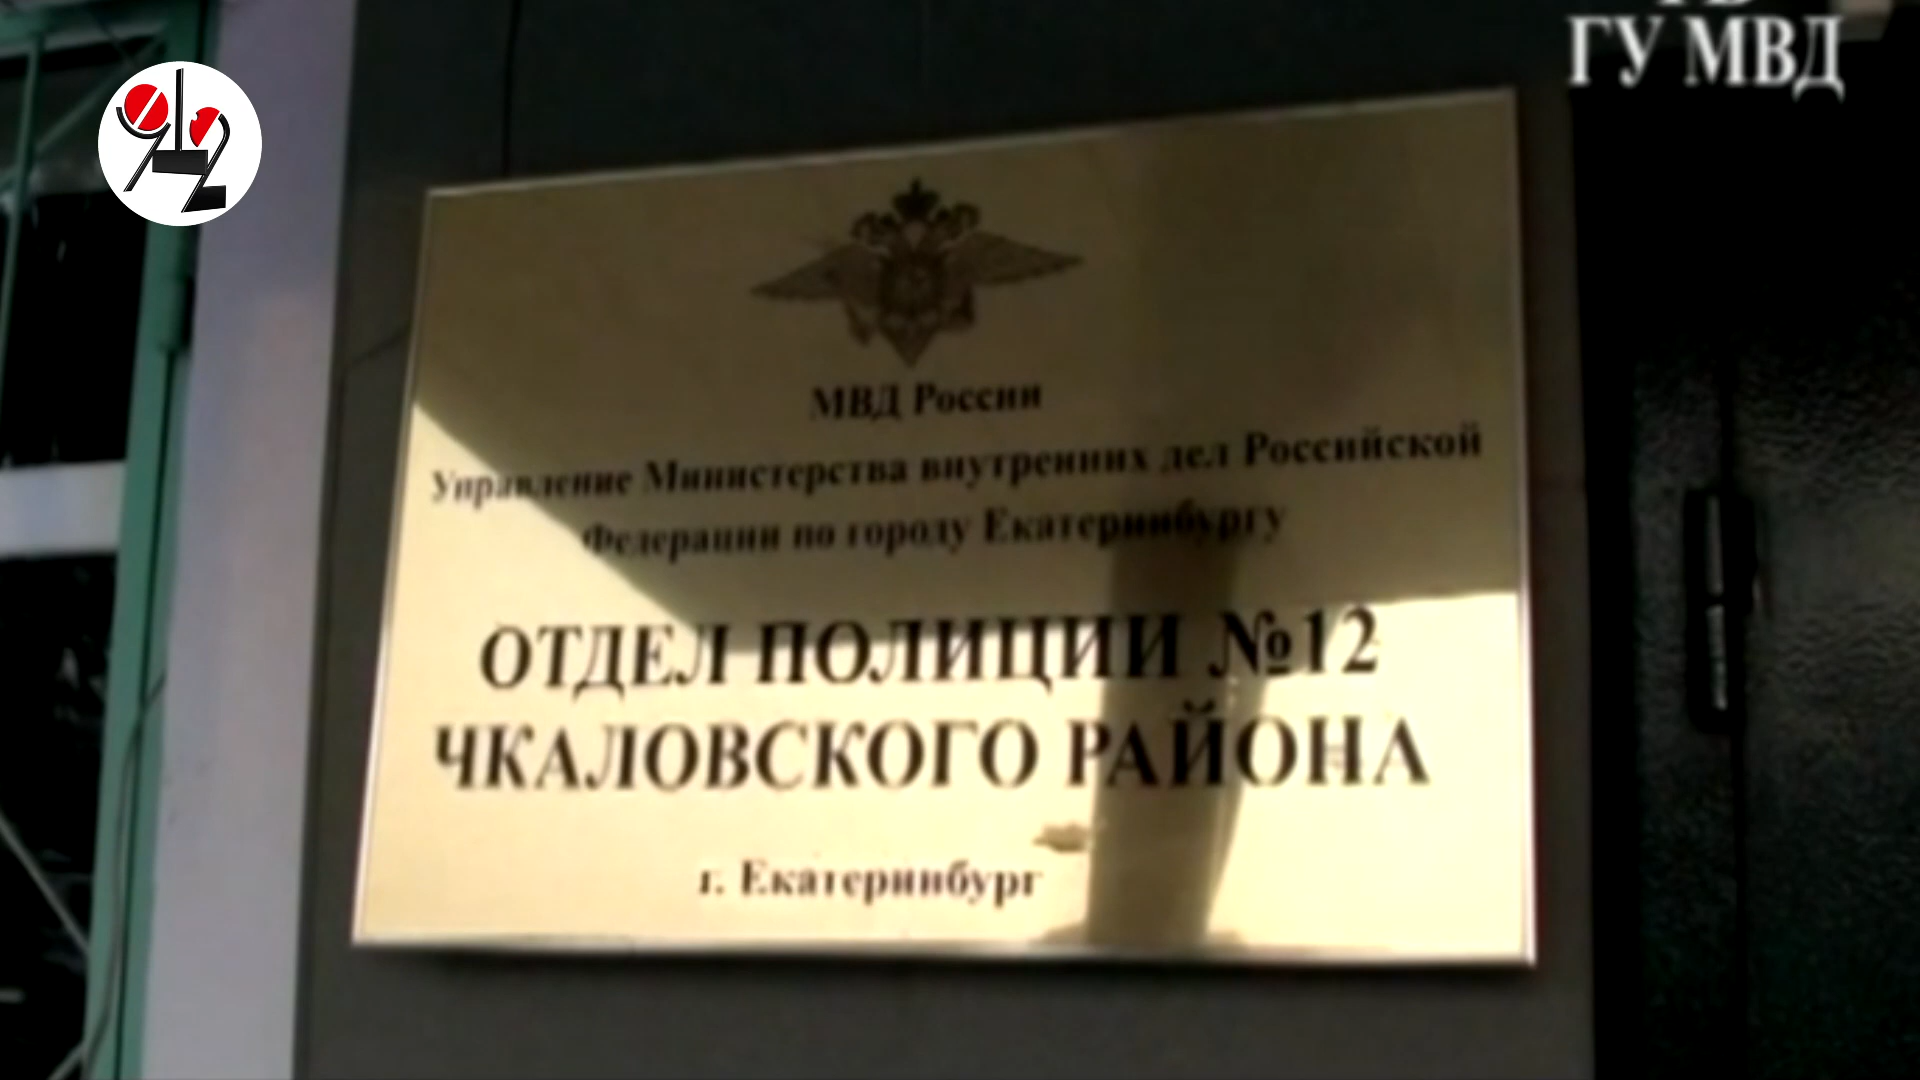 ГУ МВД
МВД России
Управление Министерства внутренних дел Российской
Федерации по городу Екатеринбургу
ОТДЕЛ ПОЛИЦИИ №12
ЧКАЛОВСКОГО РАЙОНА
г. Екатеринбург